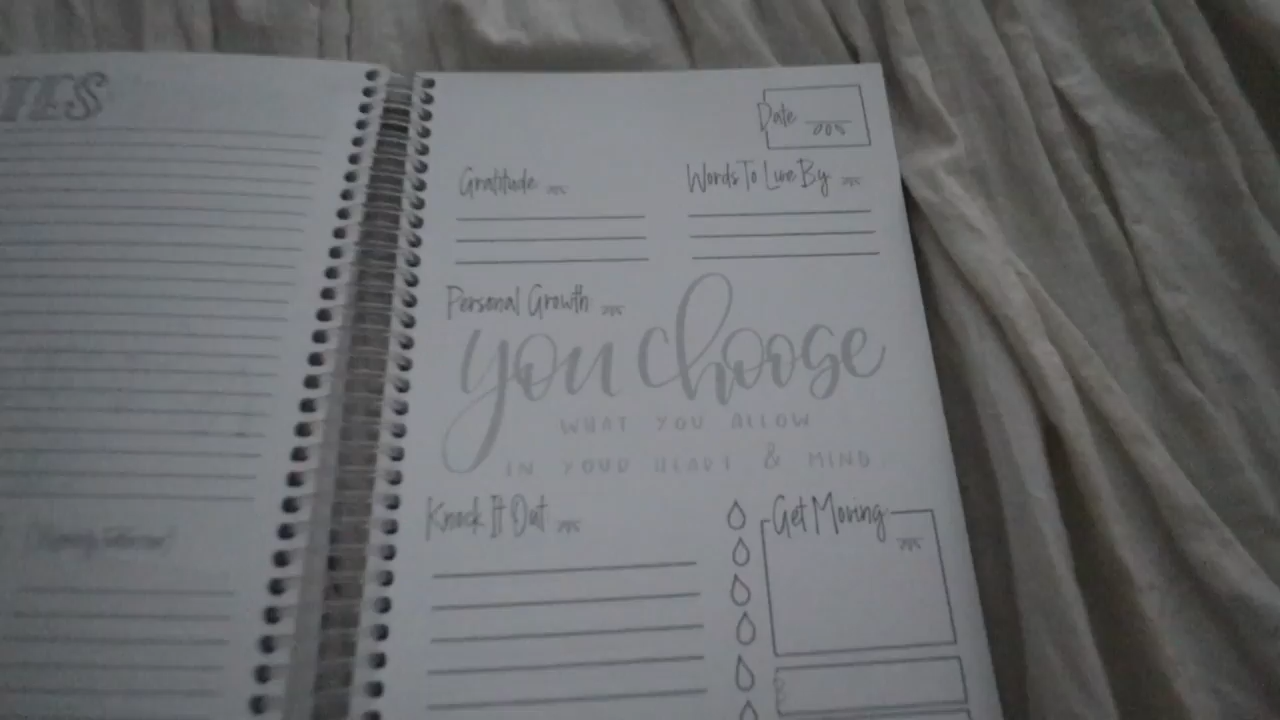 Date
Gratitude
Words To Live By
Personal Growth
you choose
WHAT YOU ALLOW
IN YOUR HEART & MIND
Knock It Out
Get Moving